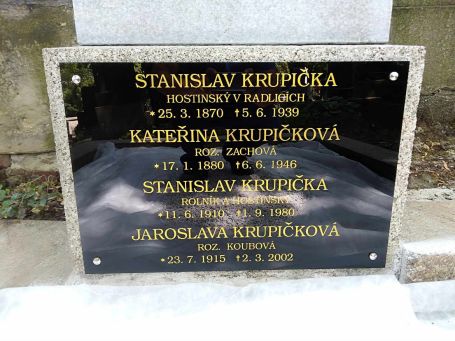 STANISLAV KRUPIČKA
HOSTINSKÝ V RADLICÍCH
* 25. 3. 1870 † 5. 6. 1939
KATEŘINA KRUPIČKOVÁ
ROZ. ZACHOVÁ
* 17. 1. 1880 † 6. 6. 1946
STANISLAV KRUPIČKA
ROLNÍK A HOSTINSKÝ
* 11. 6. 1910 † 1. 9. 1980
JAROSLAVA KRUPIČKOVÁ
ROZ. KOUBOVÁ
* 23. 7. 1915 † 2. 3. 2002